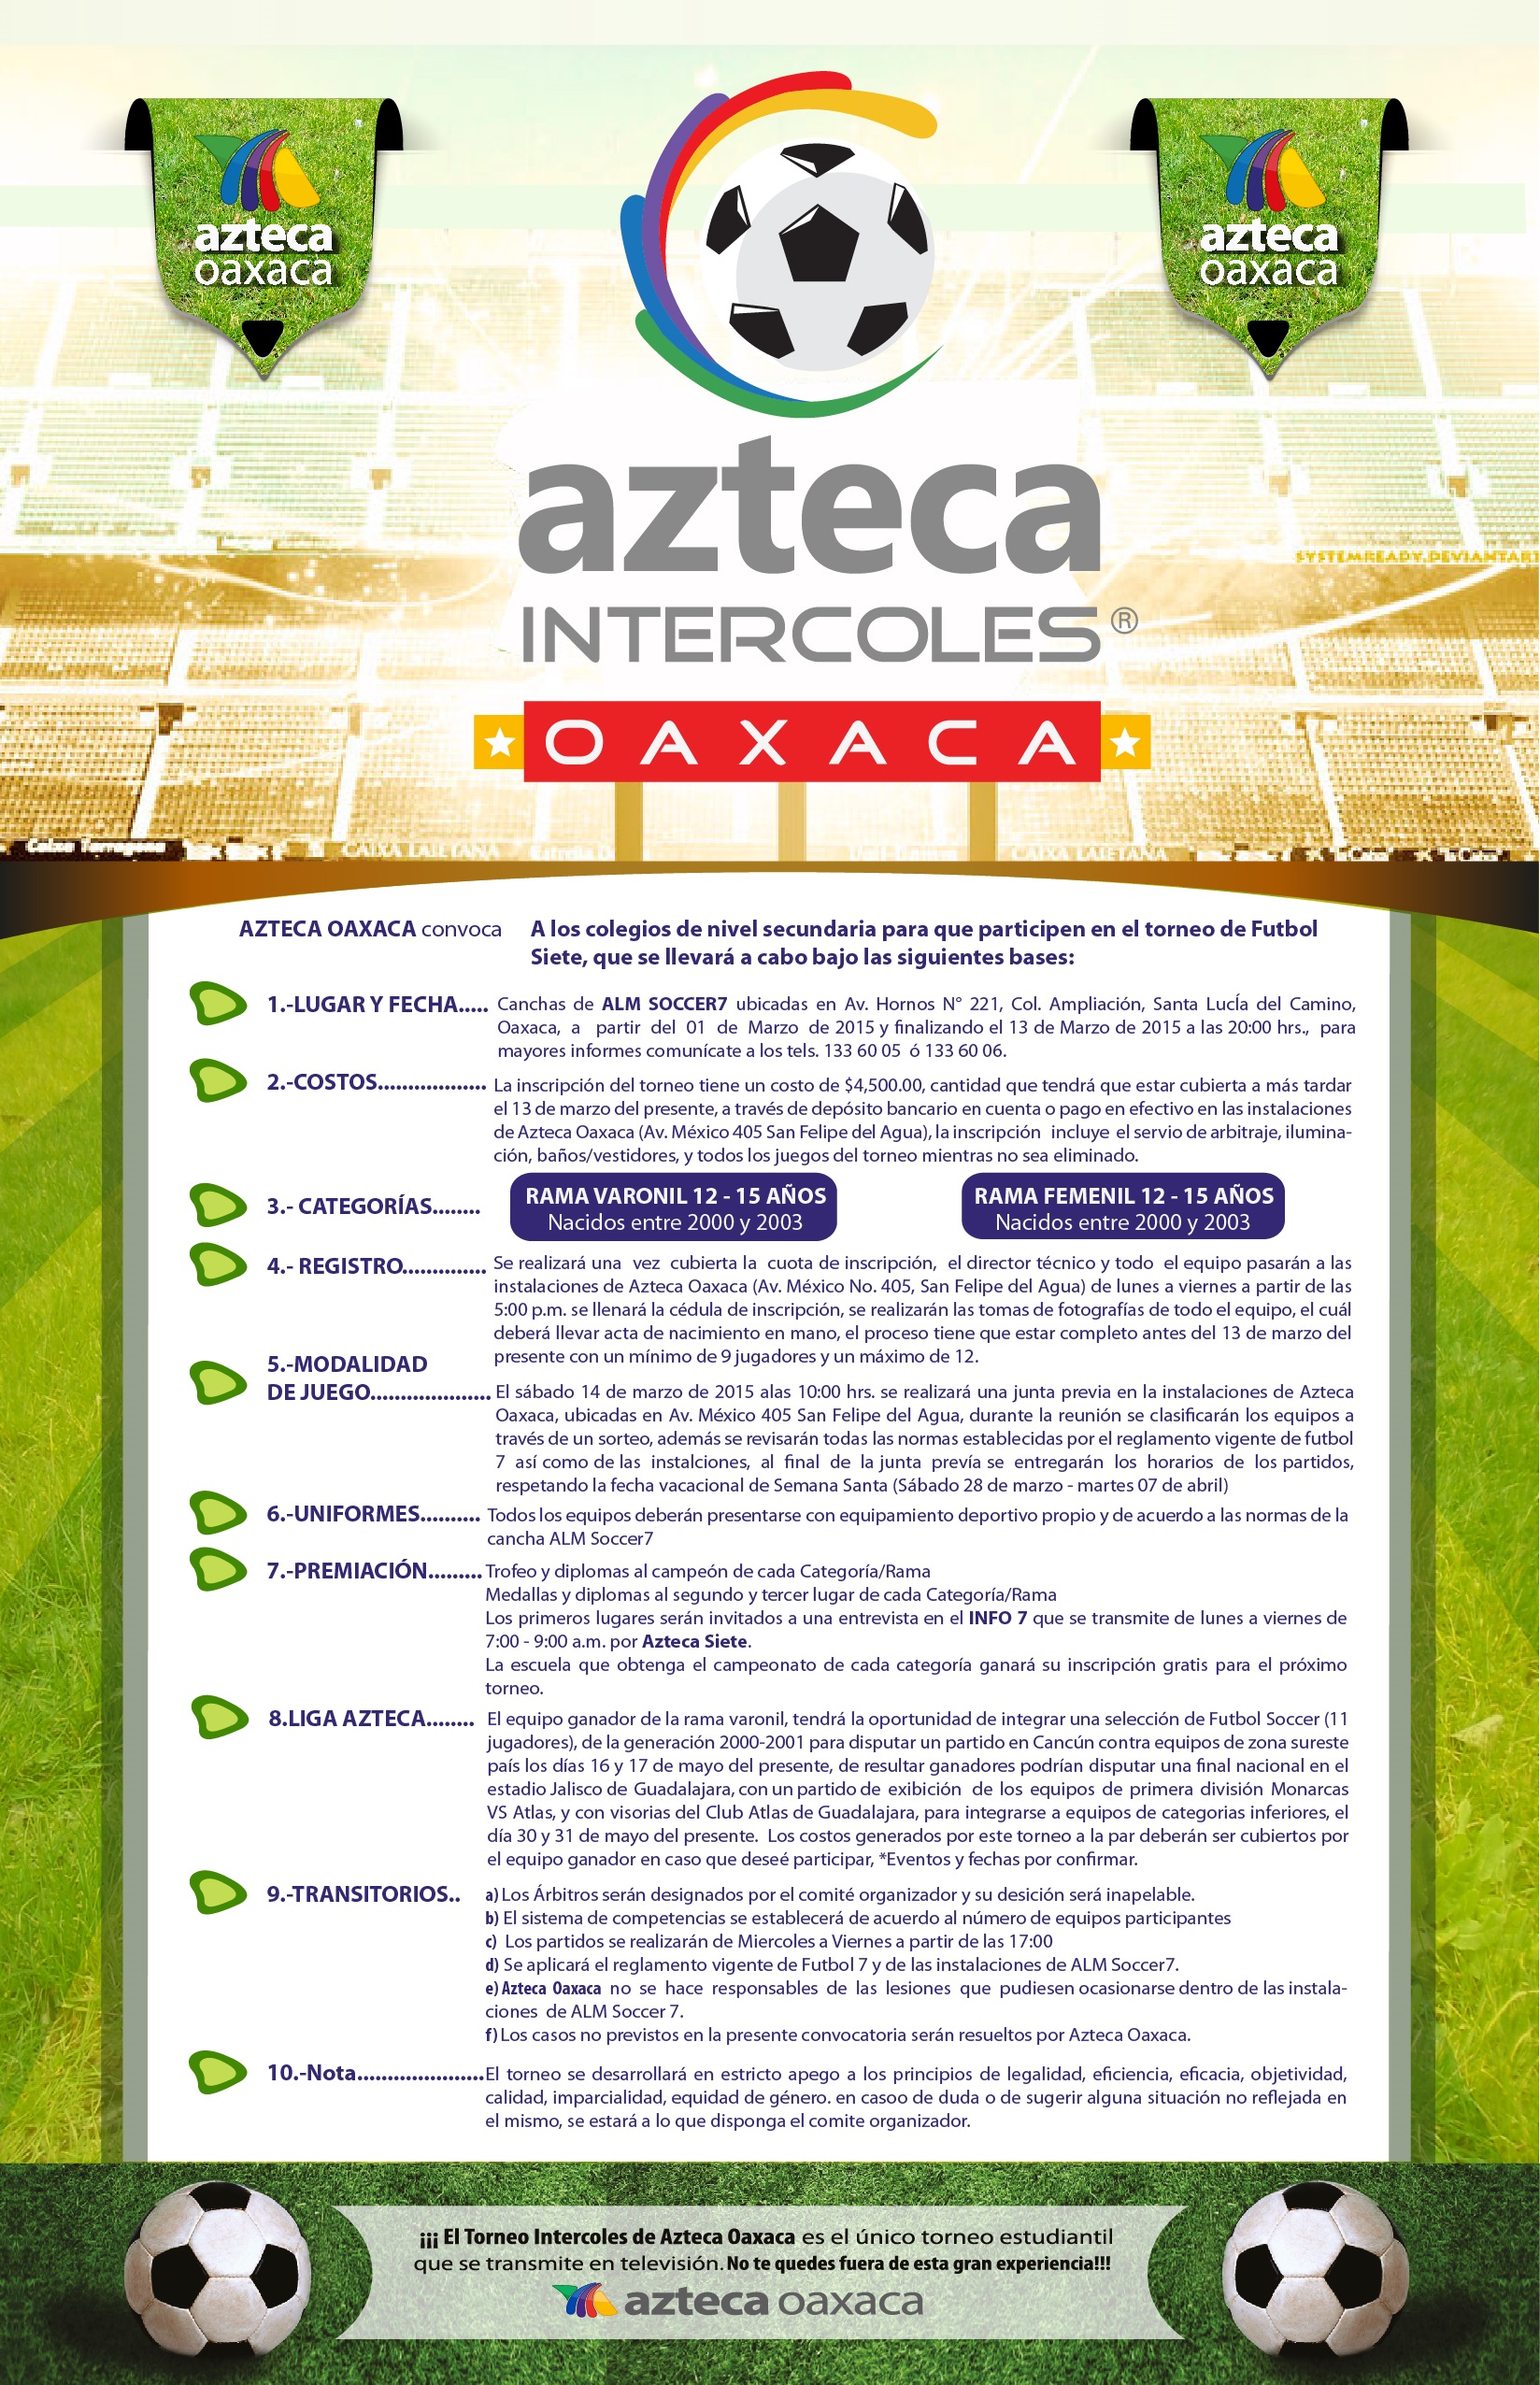 azteca
oaxaca
azteca
oaxaca
azteca
INTERCOLES®
OAXACA
SYSTEMREADY.DEVIANTAR
Caixa Tarragona
CAIXA LAIETANA
CAIXA LAIETANA
AZTECA OAXACA convoca A los colegios de nivel secundaria para que participen en el torneo de Futbol
Siete, que se llevará a cabo bajo las siguientes bases:
1.-LUGAR Y FECHA..... Canchas de ALM SOCCER7 ubicadas en Av. Hornos N° 221, Col. Ampliación, Santa LucÍa del Camino,
Oaxaca, a partir del 01 de Marzo de 2015 y finalizando el 13 de Marzo de 2015 a las 20:00 hrs., para
mayores informes comunícate a los tels. 133 60 05 ó 133 60 06.
2.-COSTOS.................. La inscripción del torneo tiene un costo de $4,500.00, cantidad que tendrá que estar cubierta a más tardar
el 13 de marzo del presente, a través de depósito bancario en cuenta o pago en efectivo en las instalaciones
de Azteca Oaxaca (Av. México 405 San Felipe del Agua), la inscripción incluye el servio de arbitraje, ilumina-
ción, baños/vestidores, y todos los juegos del torneo mientras no sea eliminado.
3.- CATEGORÍAS........ RAMA VARONIL 12 - 15 AÑOS RAMA FEMENIL 12 - 15 AÑOS
Nacidos entre 2000 y 2003 Nacidos entre 2000 y 2003
4.- REGISTRO.............. Se realizará una vez cubierta la cuota de inscripción, el director técnico y todo el equipo pasarán a las
instalaciones de Azteca Oaxaca (Av. México No. 405, San Felipe del Agua) de lunes a viernes a partir de las
5:00 p.m. se llenará la cédula de inscripción, se realizarán las tomas de fotografías de todo el equipo, el cuál
deberá llevar acta de nacimiento en mano, el proceso tiene que estar completo antes del 13 de marzo del
presente con un mínimo de 9 jugadores y un máximo de 12.
5.-MODALIDAD
DE JUEGO.................... El sábado 14 de marzo de 2015 alas 10:00 hrs. se realizará una junta previa en la instalaciones de Azteca
Oaxaca, ubicadas en Av. México 405 San Felipe del Agua, durante la reunión se clasificarán los equipos a
través de un sorteo, además se revisarán todas las normas establecidas por el reglamento vigente de futbol
7 así como de las instalciones, al final de la junta prevía se entregarán los horarios de los partidos,
respetando la fecha vacacional de Semana Santa (Sábado 28 de marzo - martes 07 de abril)
6.-UNIFORMES.......... Todos los equipos deberán presentarse con equipamiento deportivo propio y de acuerdo a las normas de la
cancha ALM Soccer7
7.-PREMIACIÓN......... Trofeo y diplomas al campeón de cada Categoría/Rama
Medallas y diplomas al segundo y tercer lugar de cada Categoría/Rama
Los primeros lugares serán invitados a una entrevista en el INFO 7 que se transmite de lunes a viernes de
7:00 - 9:00 a.m. por Azteca Siete.
La escuela que obtenga el campeonato de cada categoría ganará su inscripción gratis para el próximo
torneo.
8.LIGA AZTECA........ El equipo ganador de la rama varonil, tendrá la oportunidad de integrar una selección de Futbol Soccer (11
jugadores), de la generación 2000-2001 para disputar un partido en Cancún contra equipos de zona sureste
país los días 16 y 17 de mayo del presente, de resultar ganadores podrían disputar una final nacional en el
estadio Jalisco de Guadalajara, con un partido de exibición de los equipos de primera división Monarcas
VS Atlas, y con visorias del Club Atlas de Guadalajara, para integrarse a equipos de categorias inferiores, el
día 30 y 31 de mayo del presente. Los costos generados por este torneo a la par deberán ser cubiertos por
el equipo ganador en caso que deseé participar, *Eventos y fechas por confirmar.
9.-TRANSITORIOS.. a) Los Árbitros serán designados por el comité organizador y su desición será inapelable.
b) El sistema de competencias se establecerá de acuerdo al número de equipos participantes
c) Los partidos se realizarán de Miercoles a Viernes a partir de las 17:00
d) Se aplicará el reglamento vigente de Futbol 7 y de las instalaciones de ALM Soccer7.
e) Azteca Oaxaca no se hace responsables de las lesiones que pudiesen ocasionarse dentro de las instala-
ciones de ALM Soccer 7.
f) Los casos no previstos en la presente convocatoria serán resueltos por Azteca Oaxaca.
10.-Nota..................... El torneo se desarrollará en estricto apego a los principios de legalidad, eficiencia, eficacia, objetividad,
calidad, imparcialidad, equidad de género. en casoo de duda o de sugerir alguna situación no reflejada en
el mismo, se estará a lo que disponga el comite organizador.
¡¡¡ El Torneo Intercoles de Azteca Oaxaca es el único torneo estudiantil
que se transmite en televisión. No te quedes fuera de esta gran experiencia!!!
azteca oaxaca